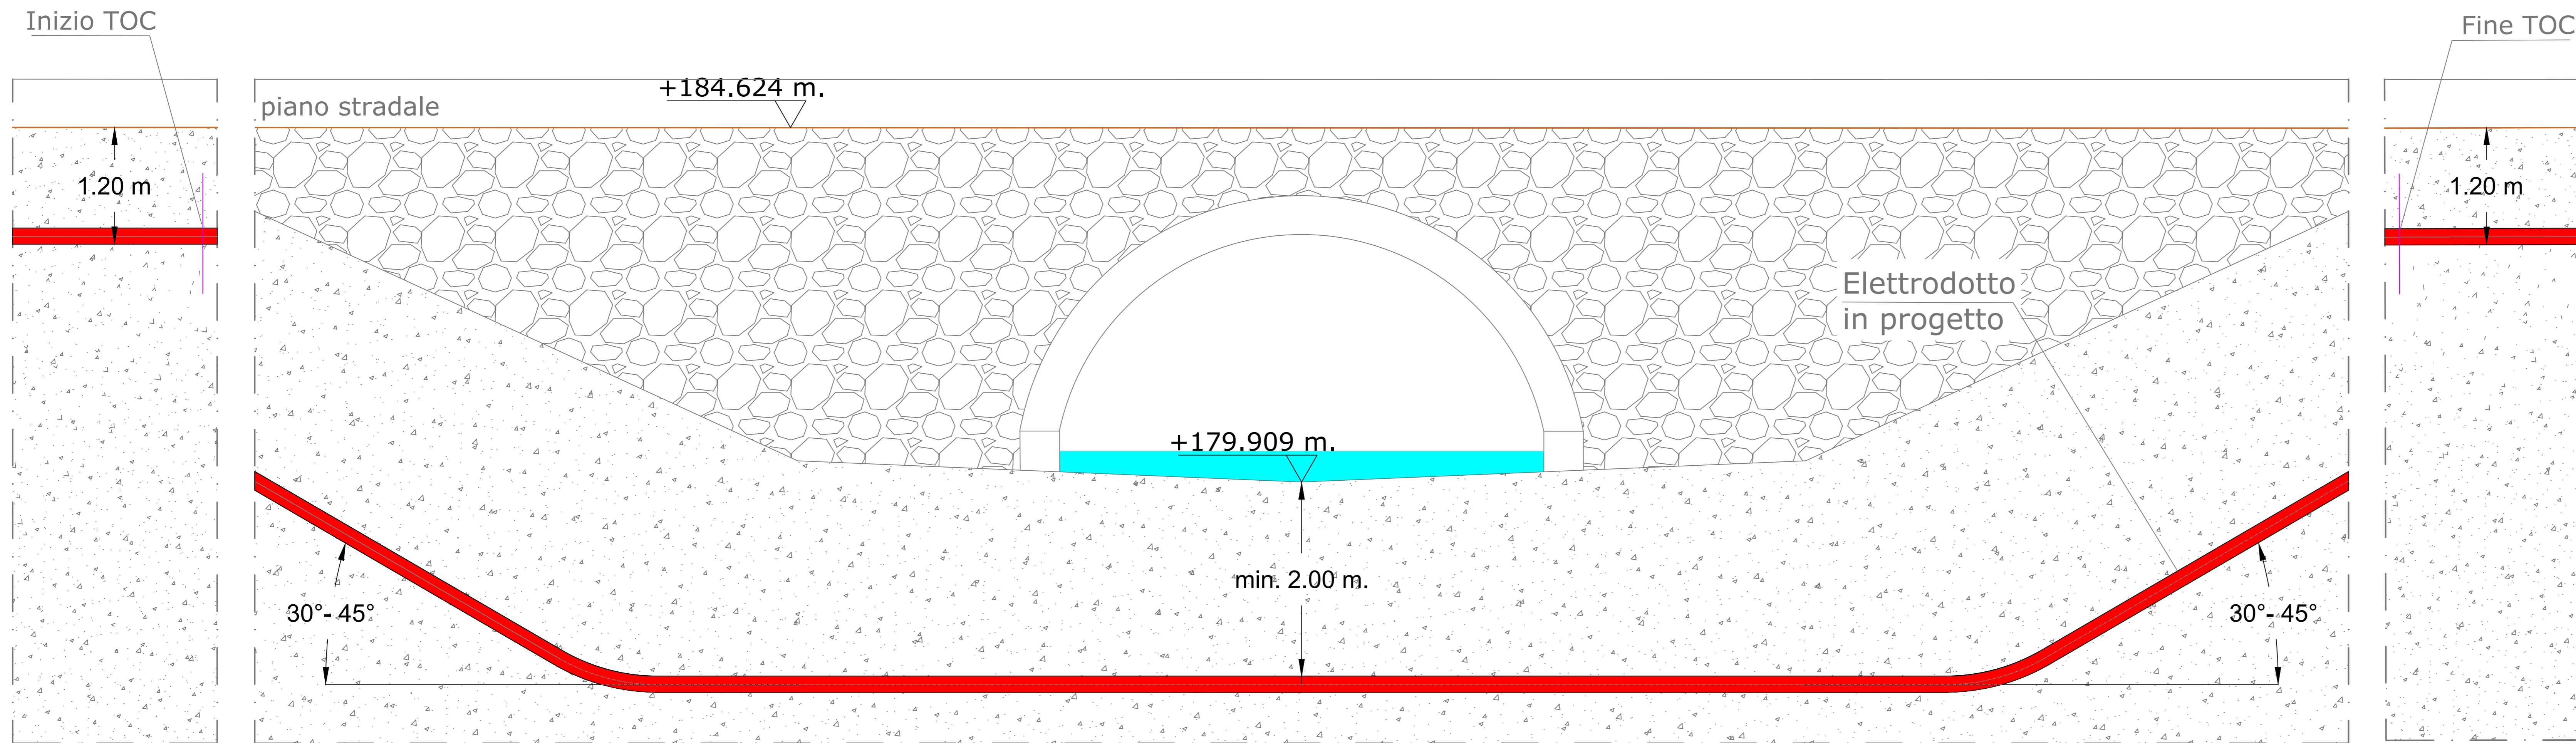 Inizio TOC
Fine TOC
+184.624 m.
piano stradale
1.20 m
1.20 m
Elettrodotto
in progetto
+179.909 m.
min. 2.00 m.
30°- 45°
30°- 45°